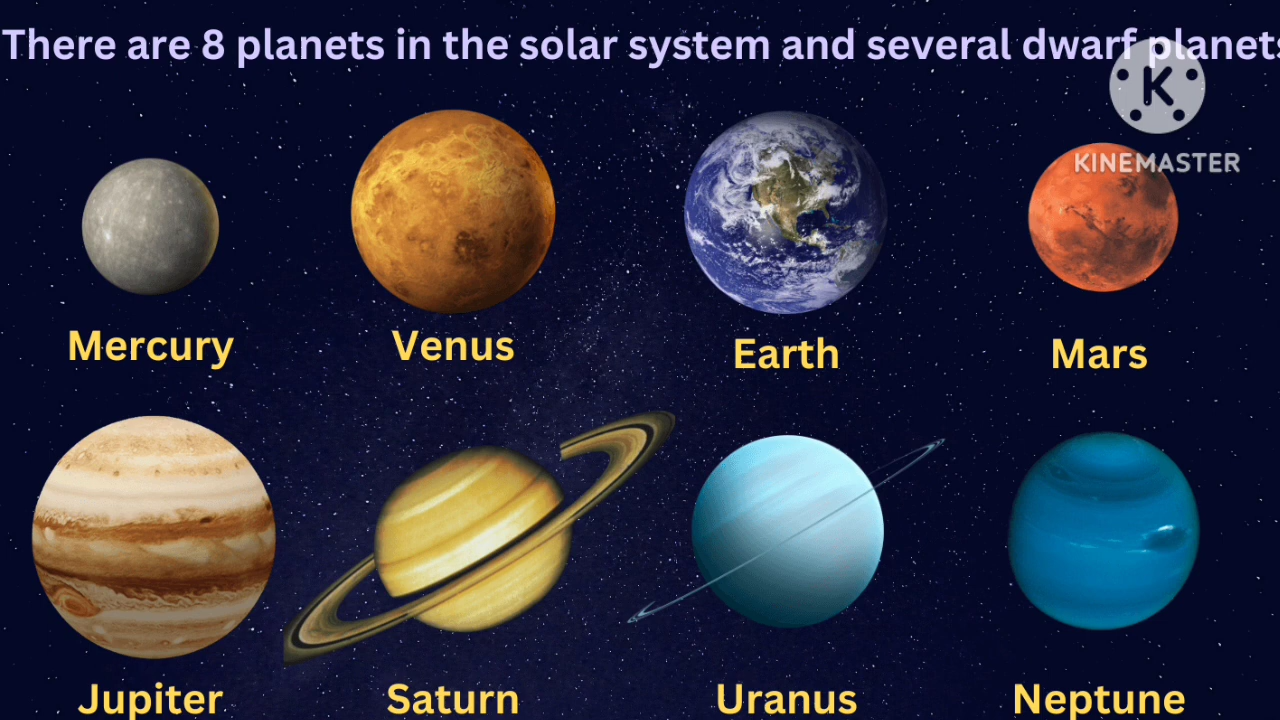 There are 8 planets in the solar system and several dwarf planets
K
KINEMASTER
Mercury
Venus
Earth
Mars
Jupiter
Saturn
Uranus
Neptune